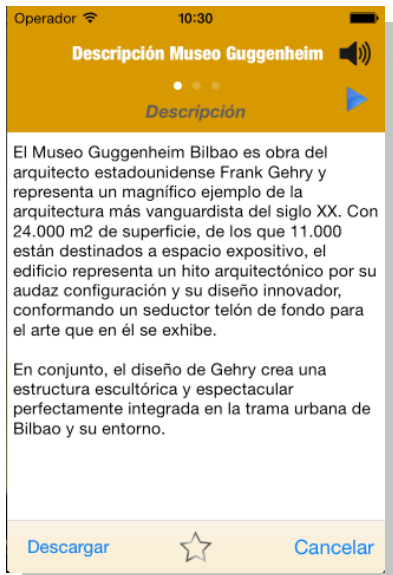 Operador 10:30
Descripción Museo Guggenheim
Descripción
El Museo Guggenheim Bilbao es obra del
arquitecto estadounidense Frank Gehry y
representa un magnífico ejemplo de la
arquitectura más vanguardista del siglo XX. Con
24.000 m2 de superficie, de los que 11.000
están destinados a espacio expositivo, el
edificio representa un hito arquitectónico por su
audaz configuración y su diseño innovador,
conformando un seductor telón de fondo para
el arte que en él se exhibe.
En conjunto, el diseño de Gehry crea una
estructura escultórica y espectacular
perfectamente integrada en la trama urbana de
Bilbao y su entorno.
Descargar Cancelar